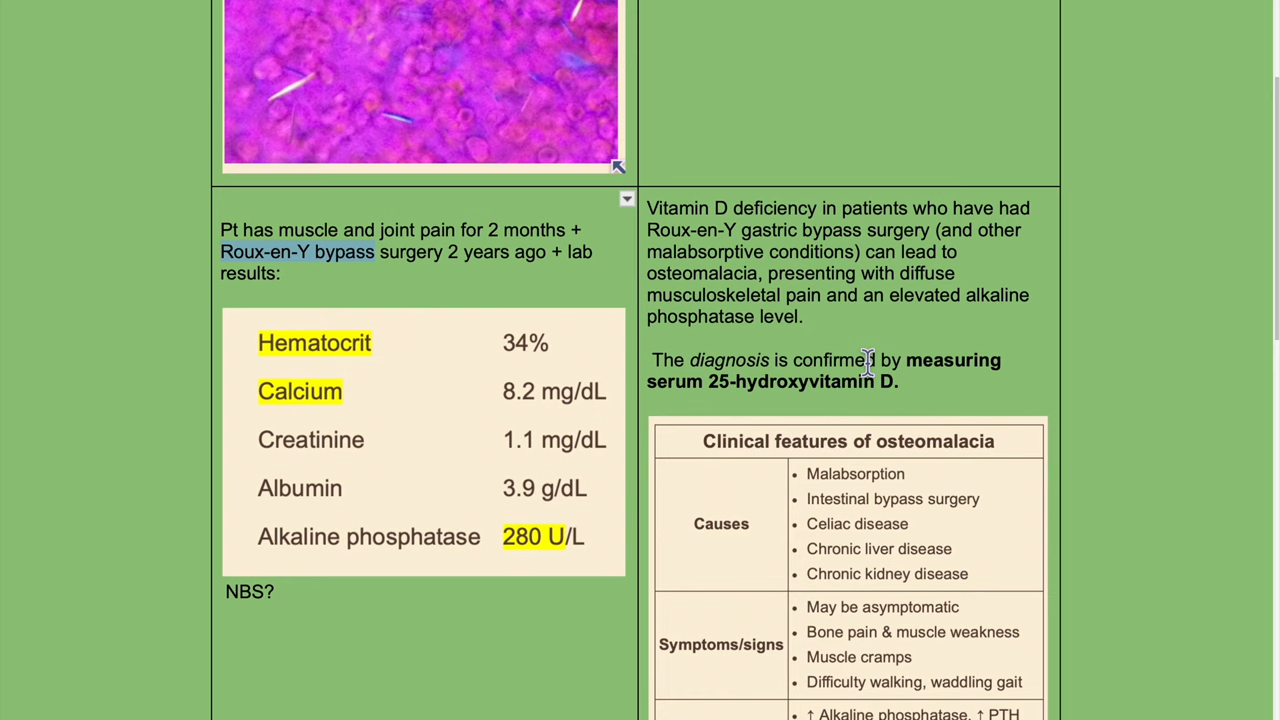 Pt has muscle and joint pain for 2 months +
Roux-en-Y bypass surgery 2 years ago + lab
results:
Hematocrit 34%
Calcium 8.2 mg/dL
Creatinine 1.1 mg/dL
Albumin 3.9 g/dL
Alkaline phosphatase 280 U/L
NBS?
Vitamin D deficiency in patients who have had
Roux-en-Y gastric bypass surgery (and other
malabsorptive conditions) can lead to
osteomalacia, presenting with diffuse
musculoskeletal pain and an elevated alkaline
phosphatase level.
The diagnosis is confirmed by measuring
serum 25-hydroxyvitamin D.
Clinical features of osteomalacia
Causes
• Malabsorption
• Intestinal bypass surgery
• Celiac disease
• Chronic liver disease
• Chronic kidney disease
Symptoms/signs
• May be asymptomatic
• Bone pain & muscle weakness
• Muscle cramps
• Difficulty walking, waddling gait
• ↑ Alkaline phosphatase, ↑ PTH